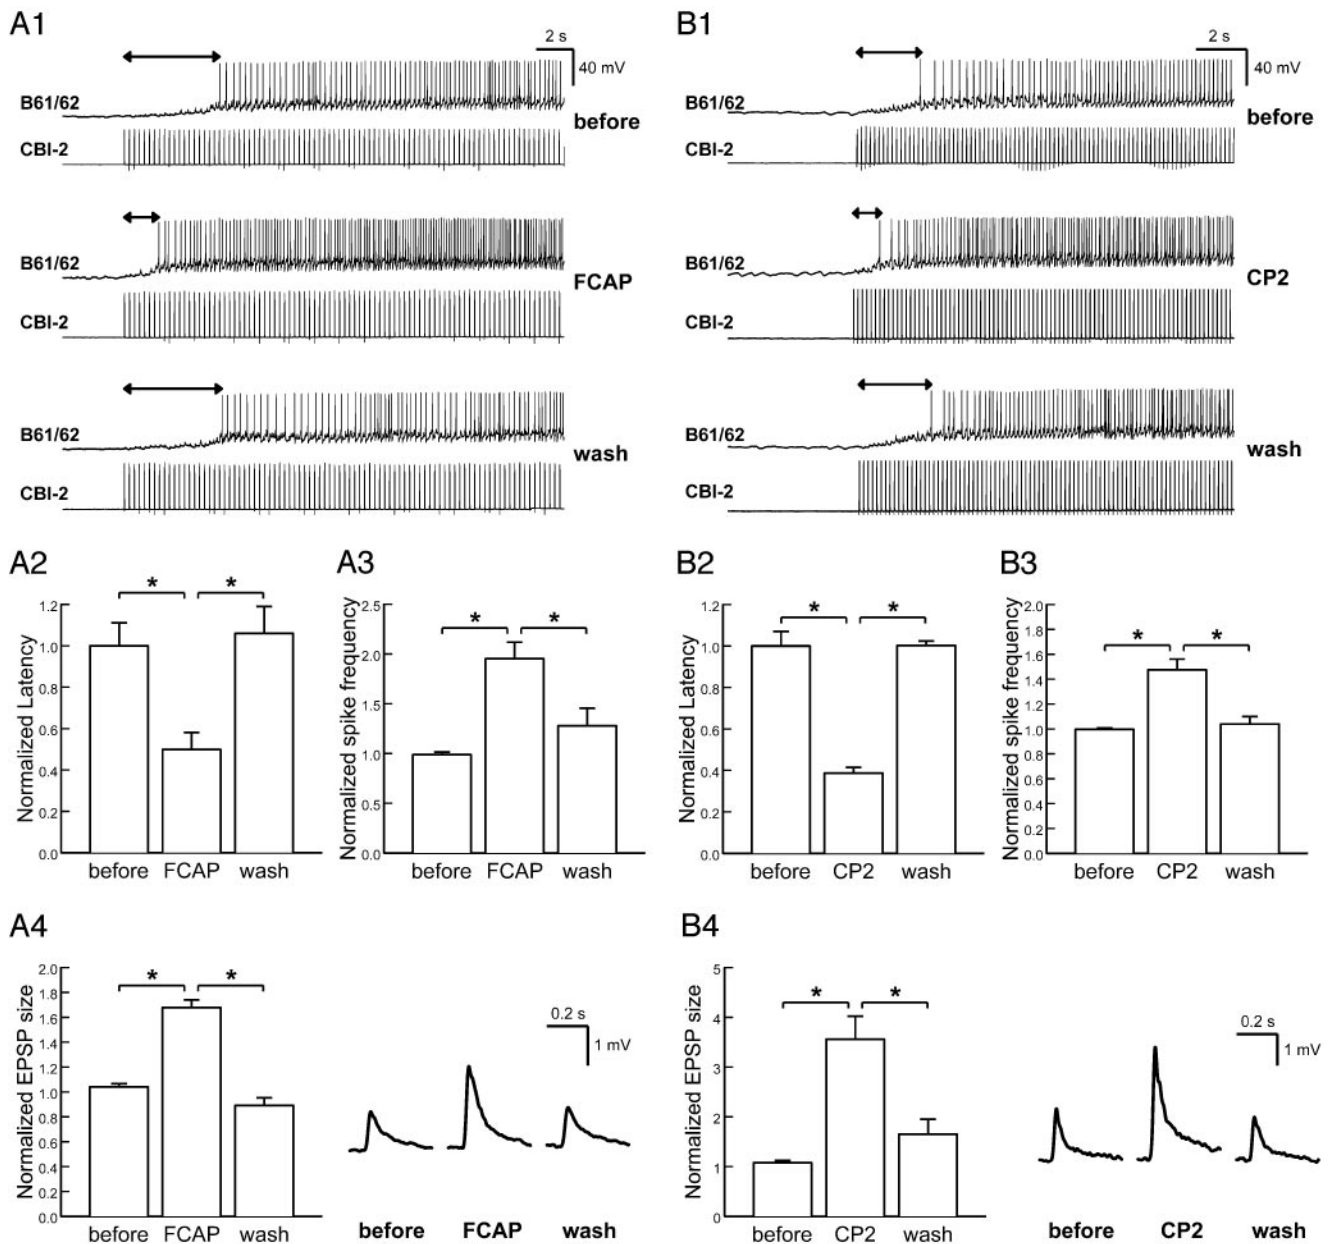 A1
2 s
40 mV
B61/62
before
CBI-2
B61/62
FCAP
CBI-2
B61/62
wash
CBI-2
B1
2 s
40 mV
B61/62
before
CBI-2
B61/62
CP2
CBI-2
B61/62
wash
CBI-2
A2
* *
Normalized Latency
1.2
1.0
0.8
0.6
0.4
0.2
0.0
before FCAP wash
A3
* *
Normalized spike frequency
2.5
2.0
1.5
1.0
0.5
0.0
before FCAP wash
B2
* *
Normalized Latency
1.2
1.0
0.8
0.6
0.4
0.2
0.0
before CP2 wash
B3
* *
Normalized spike frequency
2.0
1.8
1.6
1.4
1.2
1.0
0.8
0.6
0.4
0.2
0.0
before CP2 wash
A4
* *
Normalized EPSP size
2.0
1.8
1.6
1.4
1.2
1.0
0.8
0.6
0.4
0.2
0.0
before FCAP wash
0.2 s
1 mV
before FCAP wash
B4
* *
Normalized EPSP size
5
4
3
2
1
0
before CP2 wash
0.2 s
1 mV
before CP2 wash